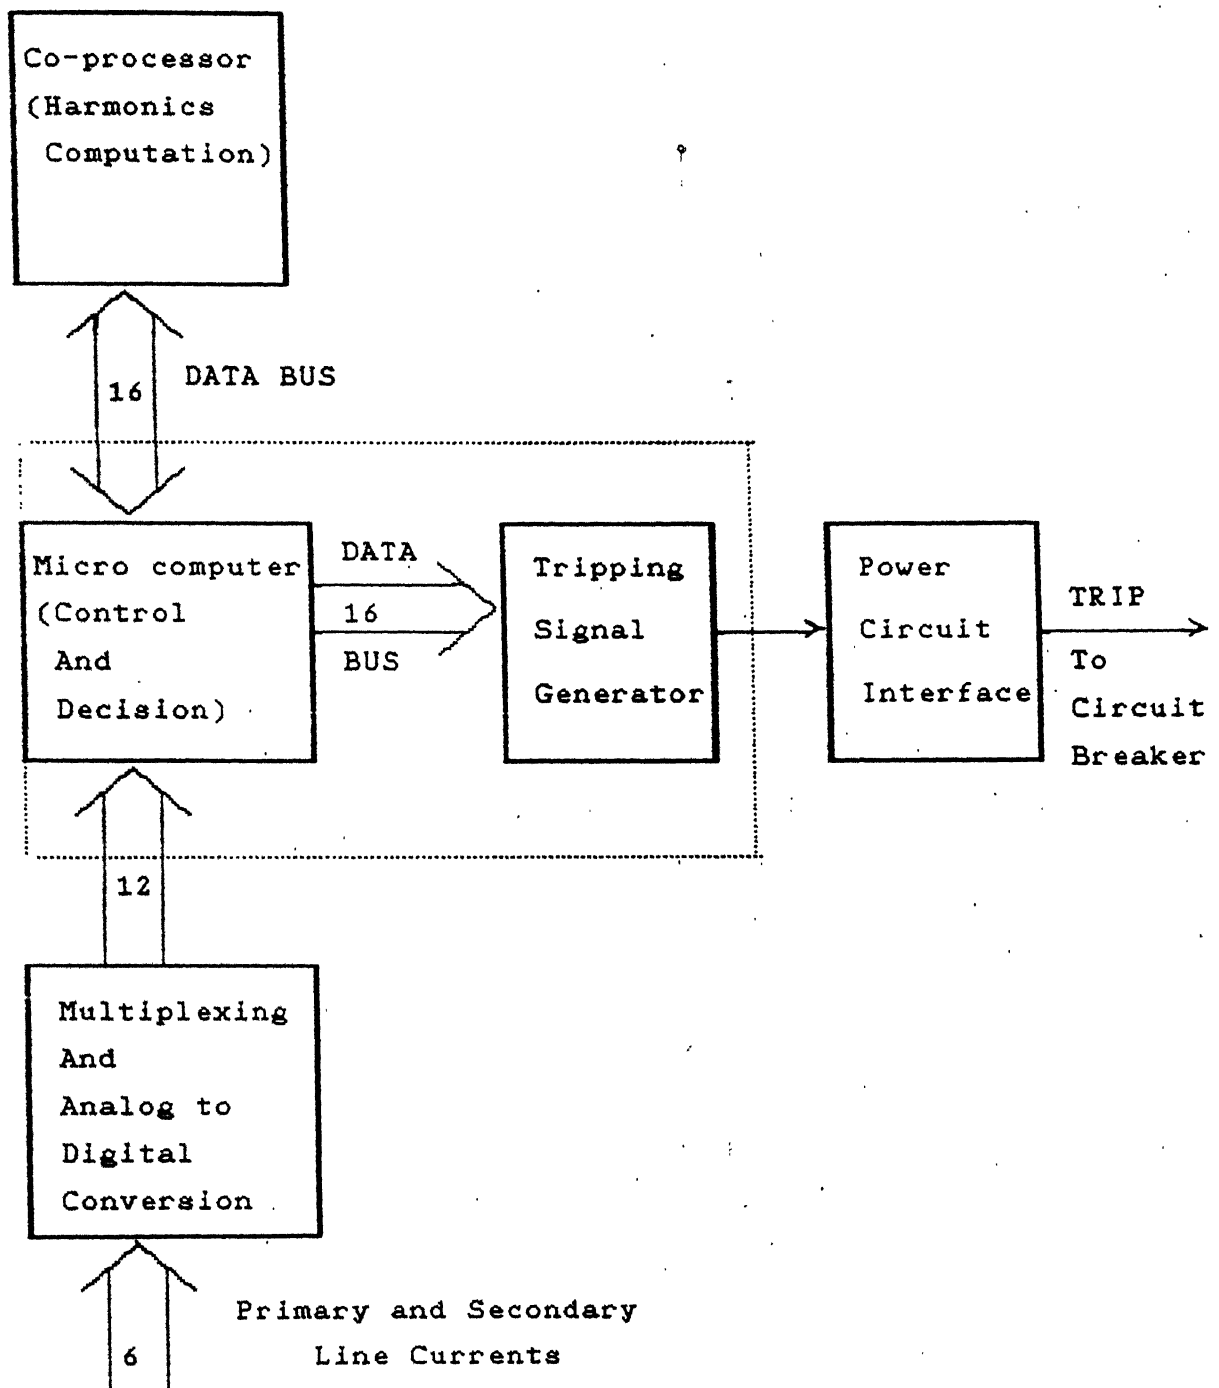 Co-processor
(Harmonics
Computation)
16
DATA BUS
Micro computer
(Control
And
Decision)
DATA
16
BUS
Tripping
Signal
Generator
Power
Circuit
Interface
TRIP
To
Circuit
Breaker
12
Multiplexing
And
Analog to
Digital
Conversion
6
Primary and Secondary
Line Currents